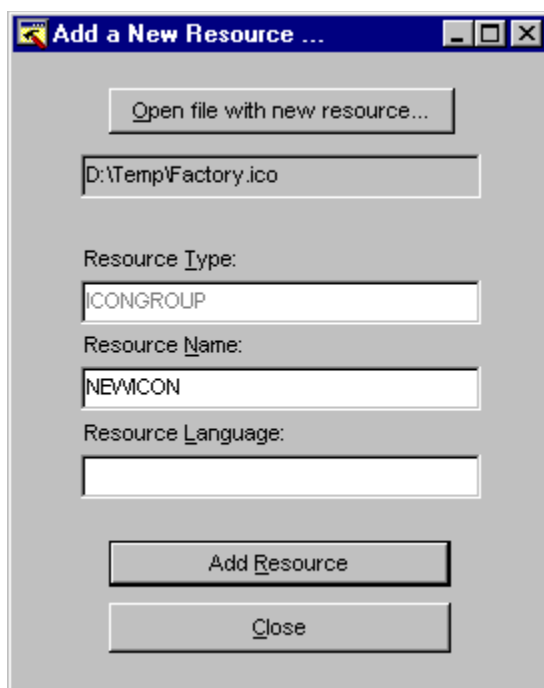 Add a New Resource ...
Open file with new resource...
D:\Temp\Factory.ico
Resource Type:
ICONGROUP
Resource Name:
NEWICON
Resource Language:
Add Resource
Close